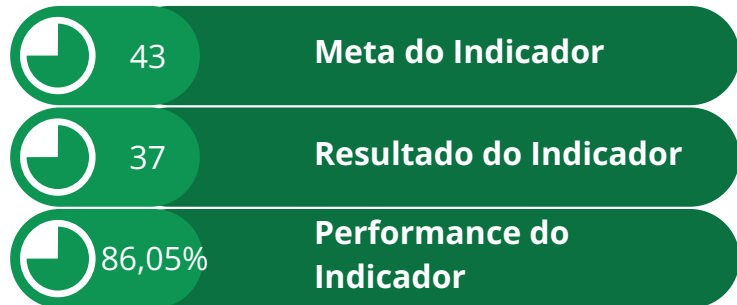 43 Meta do Indicador
37 Resultado do Indicador
86,05% Performance do
Indicador